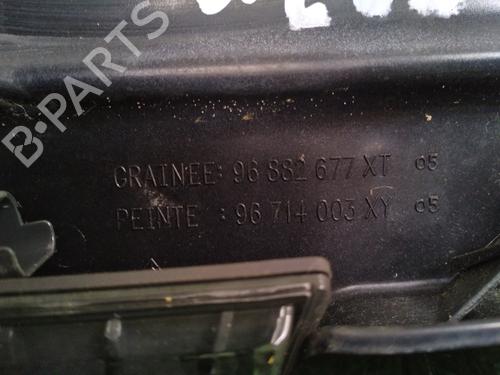 B-PARTS
GRAINEE: 96 882 677 XT 05
PEINTE : 96 714 003 XY 05